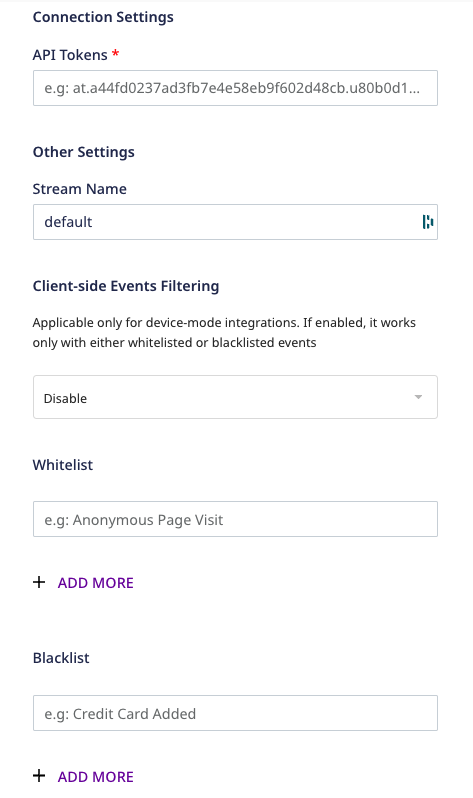 Connection Settings
API Tokens *
e.g: at.a44fd0237ad3fb7e4e58eb9f602d48cb.u80b0d1...
Other Settings
Stream Name
default
Client-side Events Filtering
Applicable only for device-mode integrations. If enabled, it works
only with either whitelisted or blacklisted events
Disable
Whitelist
e.g: Anonymous Page Visit
+ ADD MORE
Blacklist
e.g: Credit Card Added
+ ADD MORE